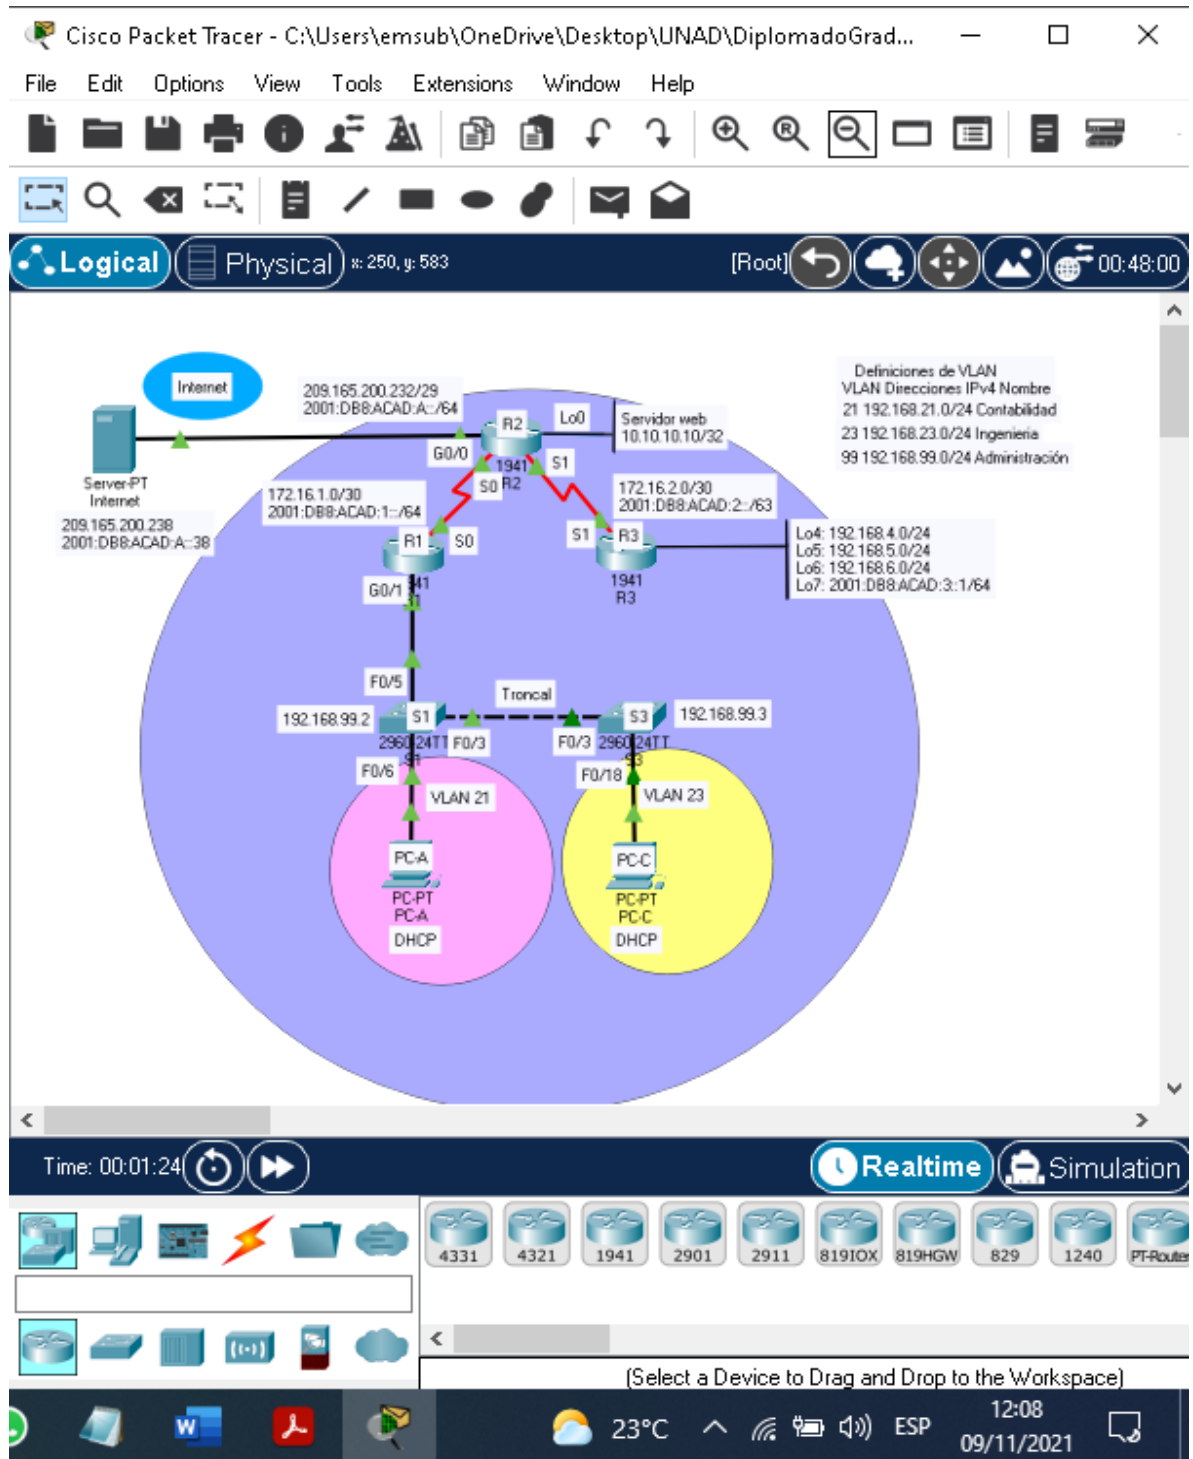 Cisco Packet Tracer - C:\Users\emsub\OneDrive\Desktop\UNAD\DiplomadoGrad...
File Edit Options View Tools Extensions Window Help
Logical Physical x: 250, y: 583 [Root] 00:48:00
Internet
209.165.200.232/29
2001:DB8:ACAD:A::/64
Definiciones de VLAN
VLAN Direcciones IPv4 Nombre
21 192.168.21.0/24 Contabilidad
23 192.168.23.0/24 Ingenieria
99 192.168.99.0/24 Administración
R2
Lo0
Servidor web
10.10.10.10/32
G0/0
1941
R2
S0
S1
Server-PT
Internet
209.165.200.238
2001:DB8:ACAD:A::38
172.16.1.0/30
2001:DB8:ACAD:1::/64
172.16.2.0/30
2001:DB8:ACAD:2::/63
R1
S0
S1
R3
1941
R3
Lo4: 192.168.4.0/24
Lo5: 192.168.5.0/24
Lo6: 192.168.6.0/24
Lo7: 2001:DB8:ACAD:3::1/64
G0/1
F0/5
Troncal
192.168.99.2
S1
S3
192.168.99.3
2960-24TT
F0/3
F0/3
2960-24TT
F0/6
F0/18
VLAN 21
VLAN 23
PC-A
PC-PT
PC-A
DHCP
PC-C
PC-PT
PC-C
DHCP
Time: 00:01:24
Realtime Simulation
4331 4321 1941 2901 2911 819IOX 819HGW 829 1240 PT-Router
(Select a Device to Drag and Drop to the Workspace)
23°C ESP 12:08
09/11/2021